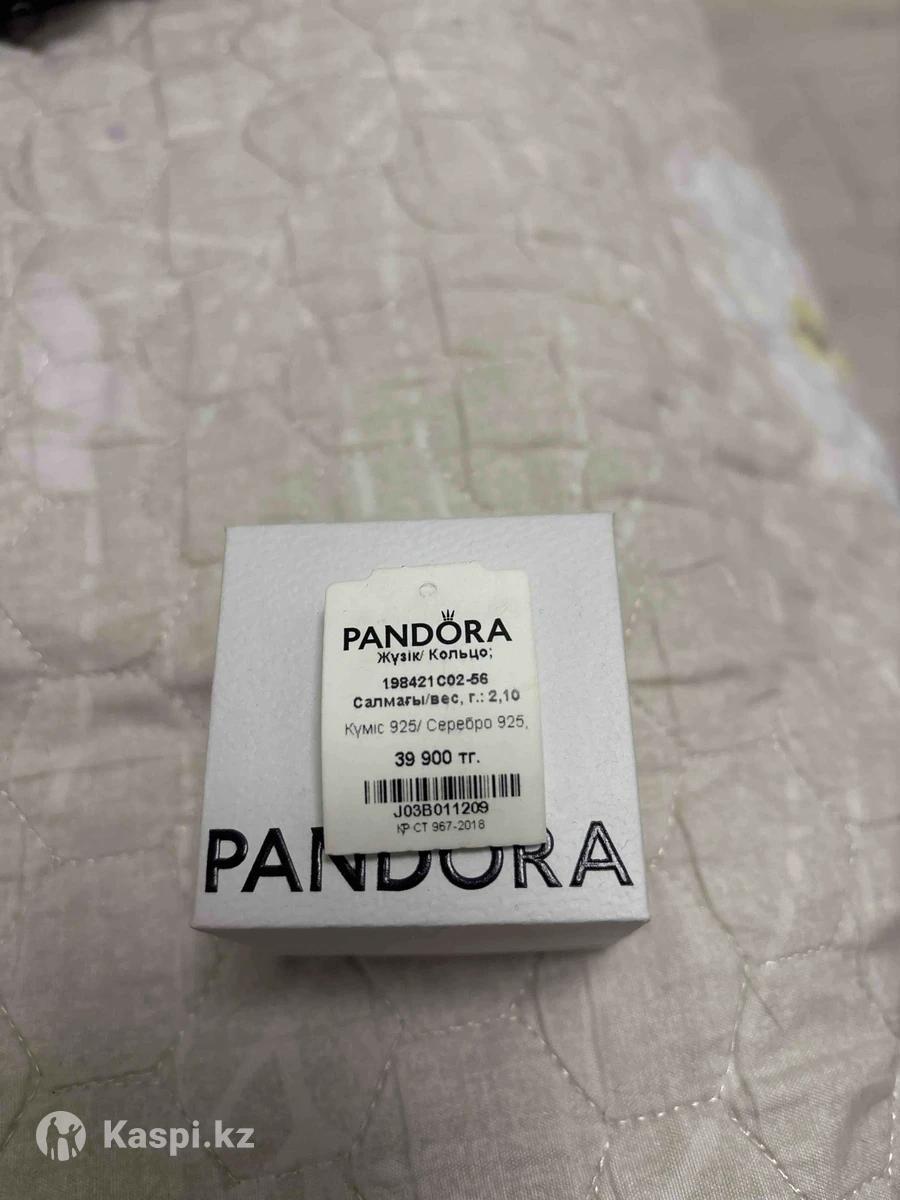 PANDORA
Жүзік/ Кольцо;
198421C02-56
Салмағы/вес, г.: 2,10
Күміс 925/ Серебро 925,
39 900 тг.
J03B011209
ҚР СТ 967-2018
PANDORA
Kaspi.kz